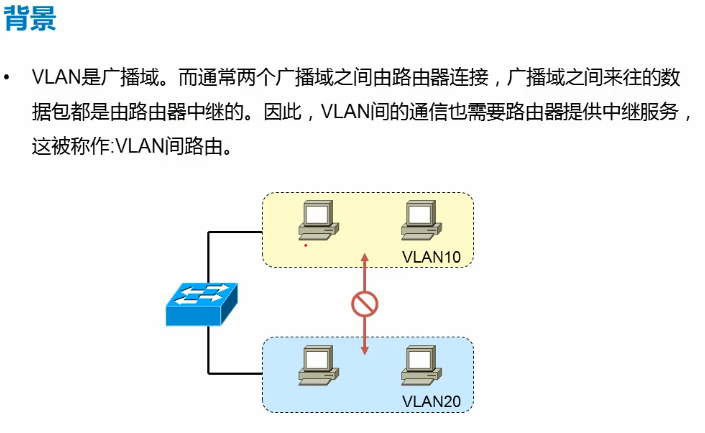 背景
• VLAN是广播域。而通常两个广播域之间由路由器连接，广播域之间来往的数
据包都是由路由器中继的。因此，VLAN间的通信也需要路由器提供中继服务，
这被称作:VLAN间路由。
VLAN10
VLAN20